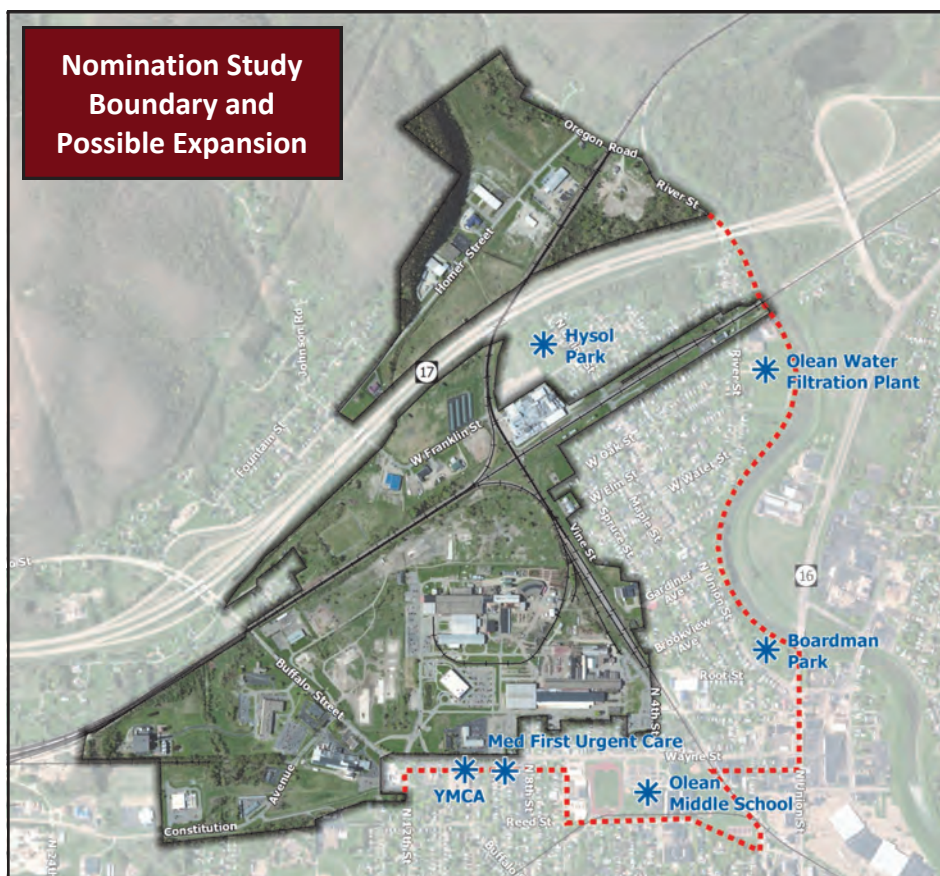 Nomination Study
Boundary and
Possible Expansion
Oregon Road
River St
Homer Street
Johnson Rd
Hysol
Park
17
River St
Olean Water
Filtration Plant
Fountain St
W Franklin St
W Oak St
W Elm St
W Water St
Spruce St
Maple St
Vine St
16
N Union St
Gardiner
Ave
Brookview
Ave
Boardman
Park
Root St
Buffalo Street
N 4th St
Med First Urgent Care
Wayne St
YMCA
N 8th St
Olean
Middle School
N Union St
Avenue
Constitution
N 12th St
Reed St
Buffalo
N 24th